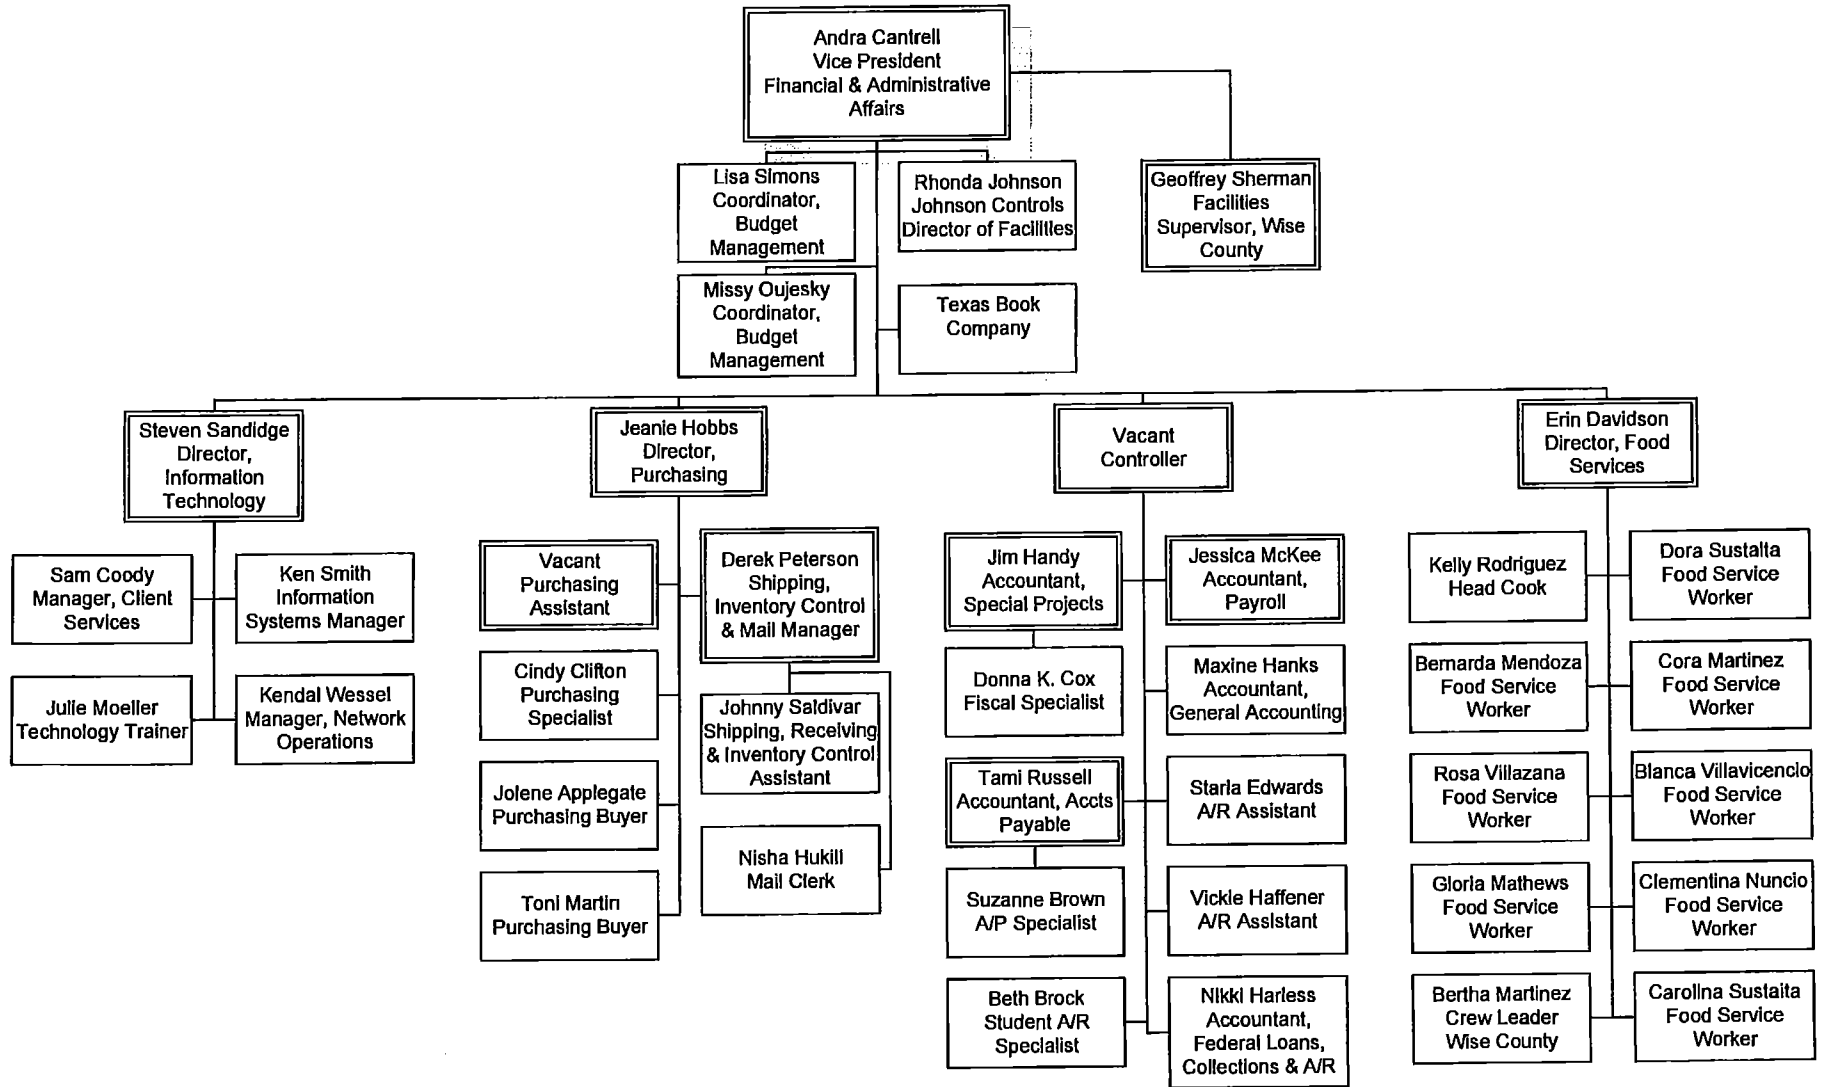 Andra Cantrell
Vice President
Financial & Administrative
Affairs
Lisa Simons
Coordinator,
Budget
Management
Rhonda Johnson
Johnson Controls
Director of Facilities
Geoffrey Sherman
Facilities
Supervisor, Wise
County
Missy Oujesky
Coordinator,
Budget
Management
Texas Book
Company
Steven Sandidge
Director,
Information
Technology
Jeanie Hobbs
Director,
Purchasing
Vacant
Controller
Erin Davidson
Director, Food
Services
Sam Coody
Manager, Client
Services
Ken Smith
Information
Systems Manager
Julie Moeller
Technology Trainer
Kendal Wessel
Manager, Network
Operations
Vacant
Purchasing
Assistant
Derek Peterson
Shipping,
Inventory Control
& Mail Manager
Cindy Clifton
Purchasing
Specialist
Johnny Saldivar
Shipping, Receiving
& Inventory Control
Assistant
Jolene Applegate
Purchasing Buyer
Nisha Hukill
Mail Clerk
Toni Martin
Purchasing Buyer
Jim Handy
Accountant,
Special Projects
Jessica McKee
Accountant,
Payroll
Donna K. Cox
Fiscal Specialist
Maxine Hanks
Accountant,
General Accounting
Tami Russell
Accountant, Accts
Payable
Starla Edwards
A/R Assistant
Suzanne Brown
A/P Specialist
Vickie Haffener
A/R Assistant
Beth Brock
Student A/R
Specialist
Nikki Harless
Accountant,
Federal Loans,
Collections & A/R
Kelly Rodriguez
Head Cook
Dora Sustaita
Food Service
Worker
Bernarda Mendoza
Food Service
Worker
Cora Martinez
Food Service
Worker
Rosa Villazana
Food Service
Worker
Blanca Villavicencio
Food Service
Worker
Gloria Mathews
Food Service
Worker
Clementina Nuncio
Food Service
Worker
Bertha Martinez
Crew Leader
Wise County
Carolina Sustaita
Food Service
Worker